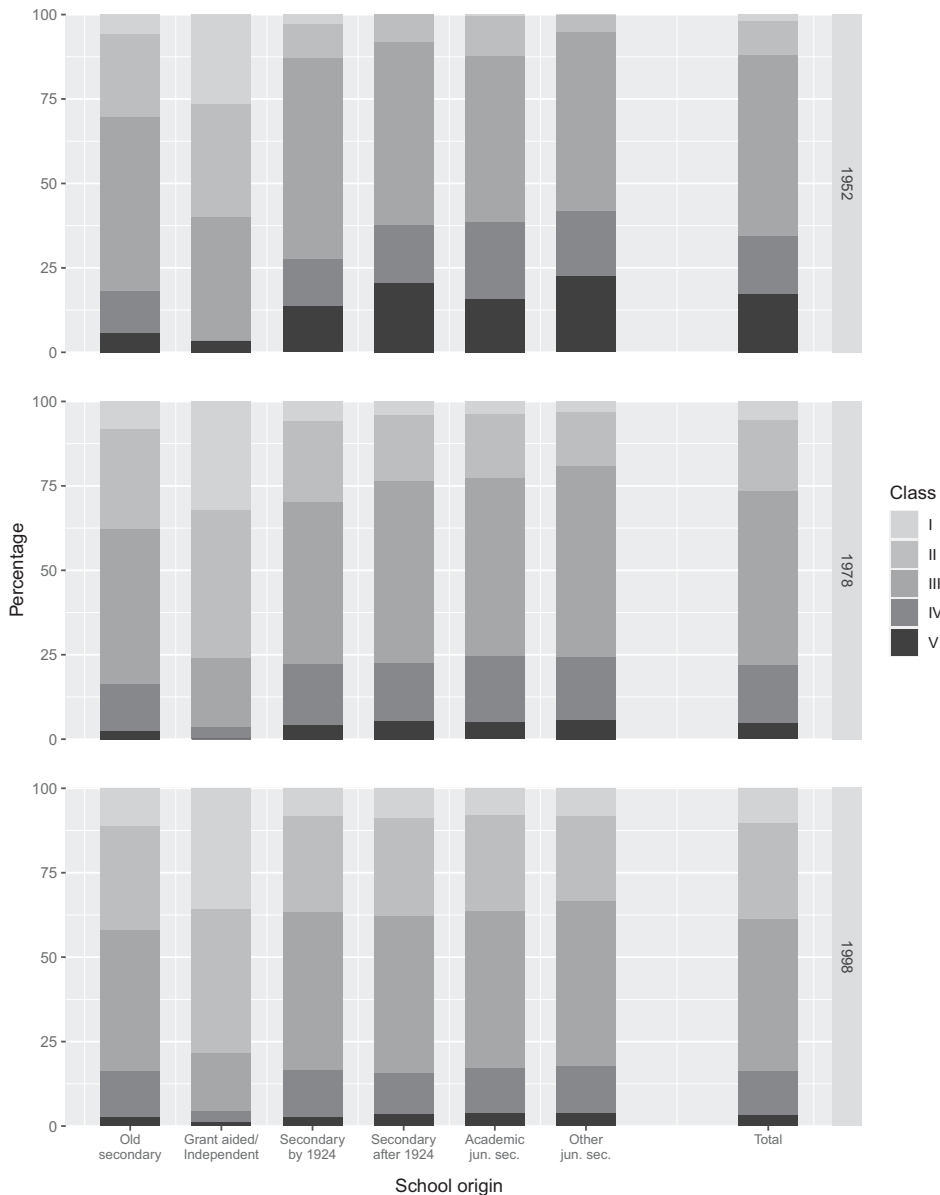 100
75
50
25
0
1952
100
75
50
25
0
1978
100
75
50
25
0
1998
Percentage
Old
secondary
Grant aided/
Independent
Secondary
by 1924
Secondary
after 1924
Academic
jun. sec.
Other
jun. sec.
Total
School origin
Class
I
II
III
IV
V